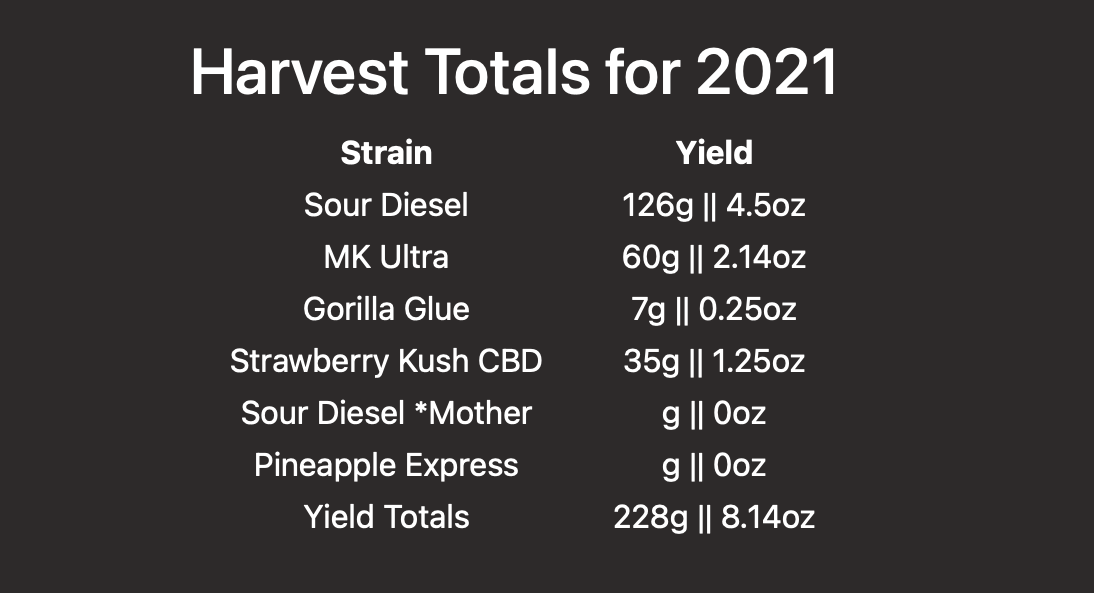 Harvest Totals for 2021
Strain Yield
Sour Diesel 126g || 4.5oz
MK Ultra 60g || 2.14oz
Gorilla Glue 7g || 0.25oz
Strawberry Kush CBD 35g || 1.25oz
Sour Diesel *Mother g || 0oz
Pineapple Express g || 0oz
Yield Totals 228g || 8.14oz